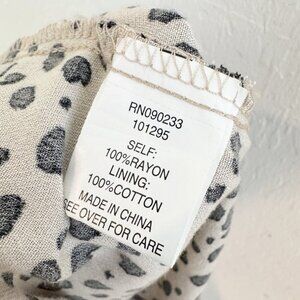 RN090233
101295
SELF:
100%RAYON
LINING:
100%COTTON
MADE IN CHINA
SEE OVER FOR CARE